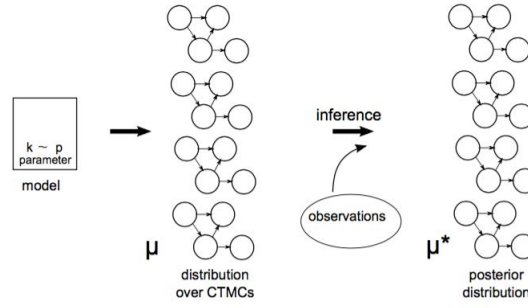 k ~ p
parameter
model
μ
distribution
over CTMCs
inference
observations
μ*
posterior
distribution